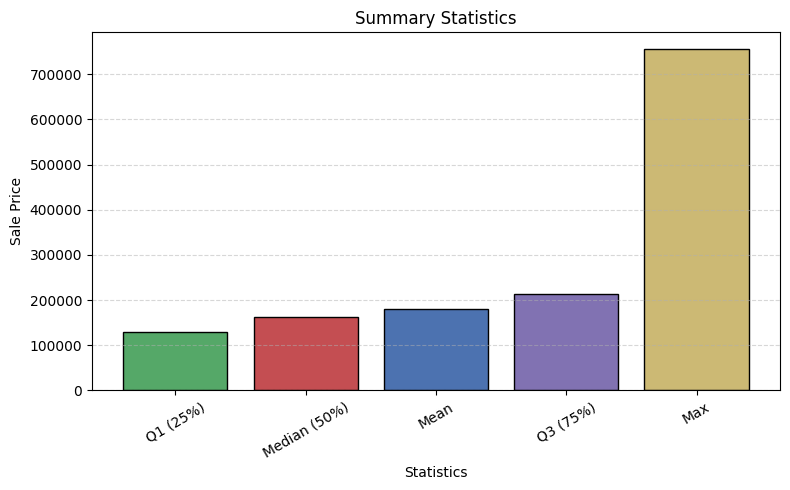 Summary Statistics
Sale Price
700000
600000
500000
400000
300000
200000
100000
0
Q1 (25%)
Median (50%)
Mean
Q3 (75%)
Max
Statistics